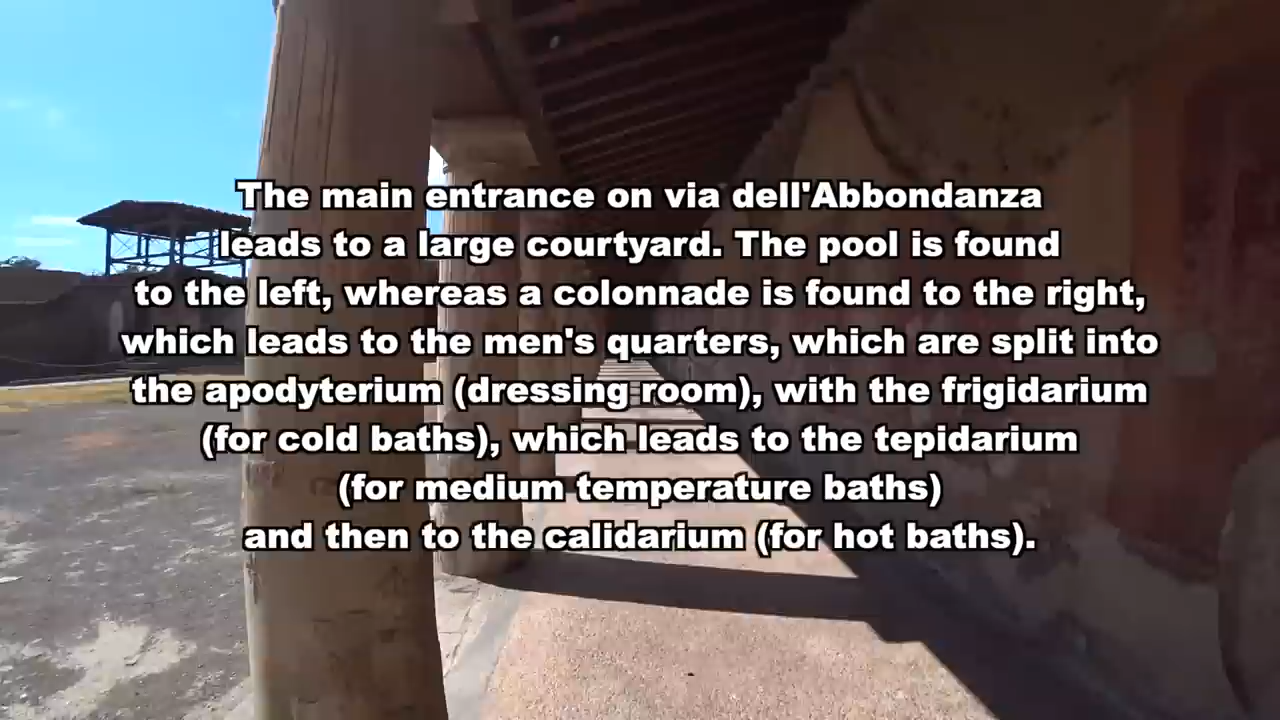 The main entrance on via dell'Abbondanza
leads to a large courtyard. The pool is found
to the left, whereas a colonnade is found to the right,
which leads to the men's quarters, which are split into
the apodyterium (dressing room), with the frigidarium
(for cold baths), which leads to the tepidarium
(for medium temperature baths)
and then to the calidarium (for hot baths).